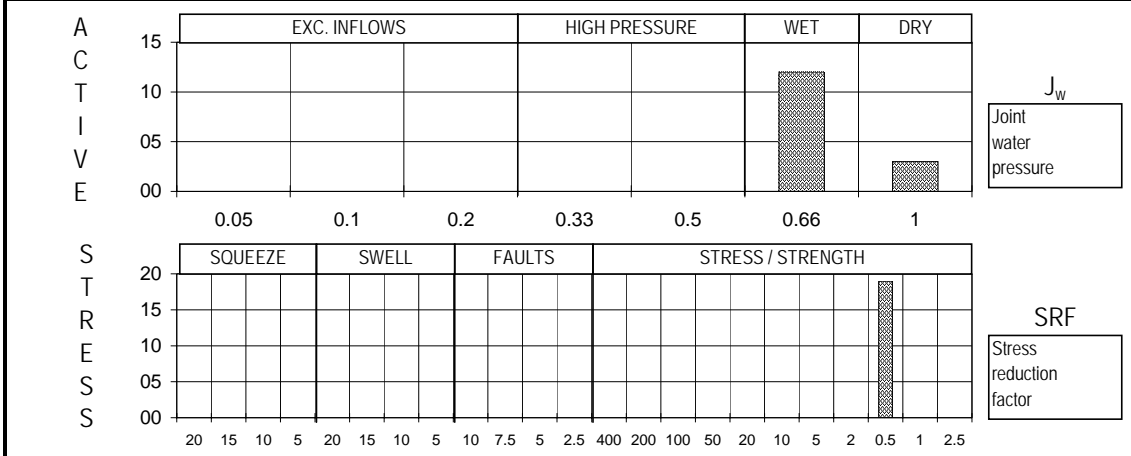 ACTIVE
EXC. INFLOWS HIGH PRESSURE WET DRY
15
10
05
00
0.05 0.1 0.2 0.33 0.5 0.66 1
Jw
Joint
water
pressure
STRESS
SQUEEZE SWELL FAULTS STRESS / STRENGTH
20
15
10
05
00
20 15 10 5 20 15 10 5 10 7.5 5 2.5 400 200 100 50 20 10 5 2 0.5 1 2.5
SRF
Stress
reduction
factor